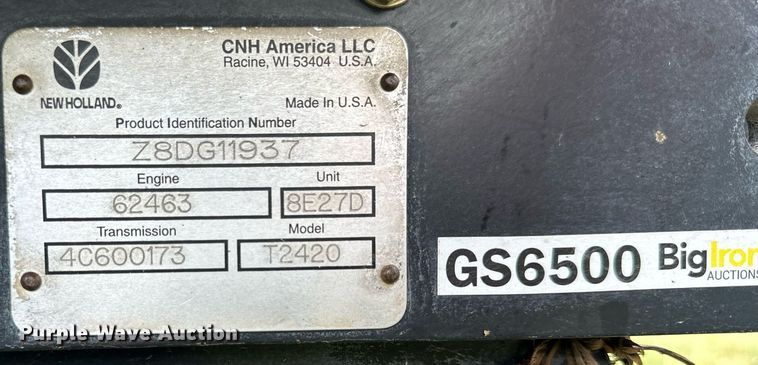 CNH America LLC
Racine, WI 53404 U.S.A.
NEW HOLLAND®
Made in U.S.A.
Product Identification Number
Z8DG11937
Engine Unit
62463 8E27D
Transmission Model
4C600173 T2420
GS6500 BigIron
AUCTIONS
Purple Wave Auction